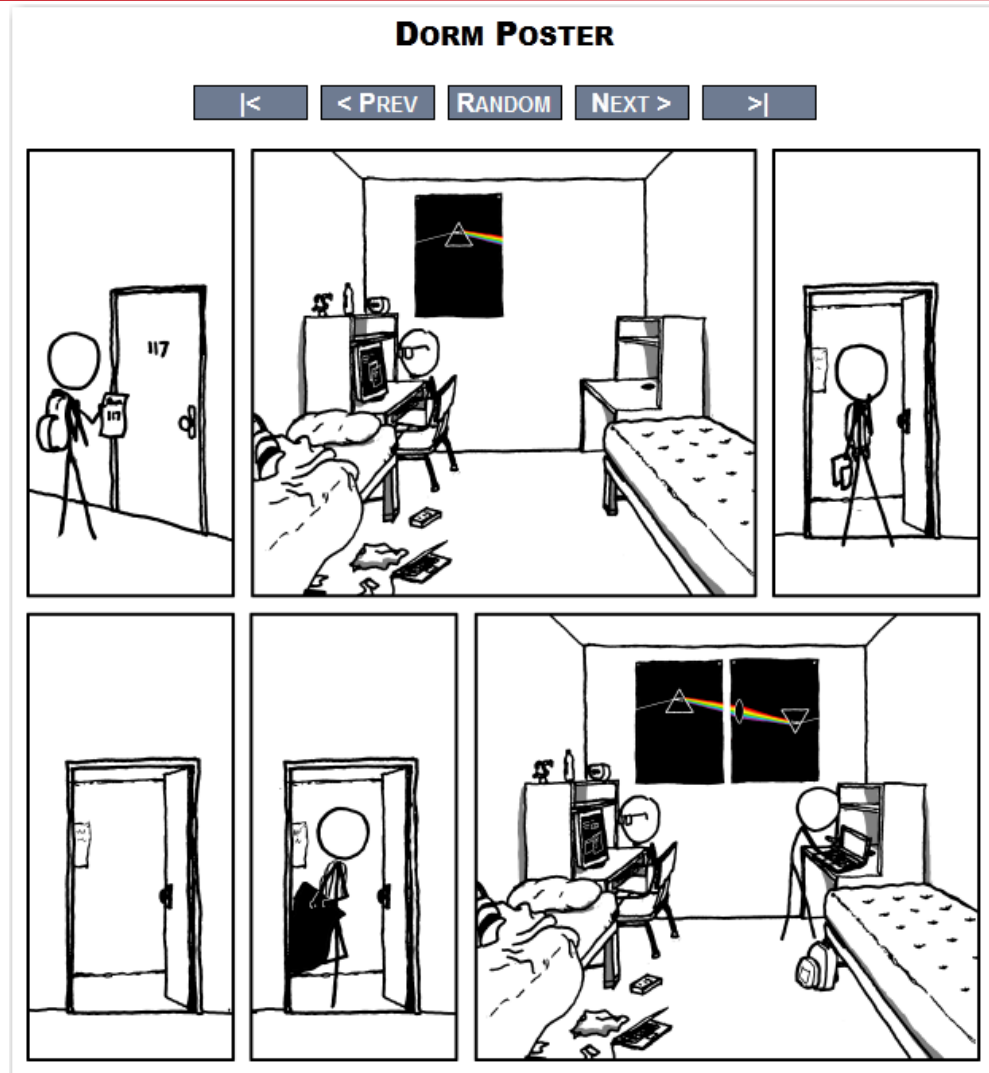 DORM POSTER
|<
< PREV
RANDOM
NEXT >
>|
117
117